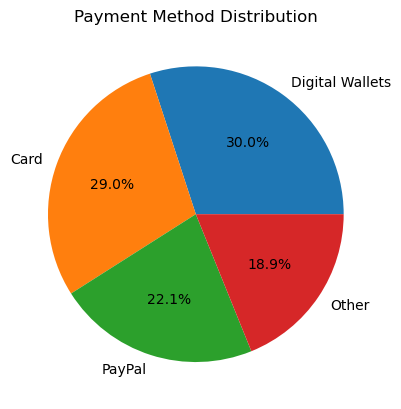 Payment Method Distribution
Digital Wallets
30.0%
Card
29.0%
22.1%
PayPal
18.9%
Other